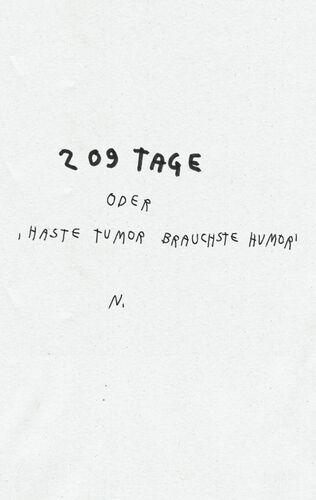 209 TAGE
ODER
‚HASTE TUMOR BRAUCHSTE HUMOR'
N.